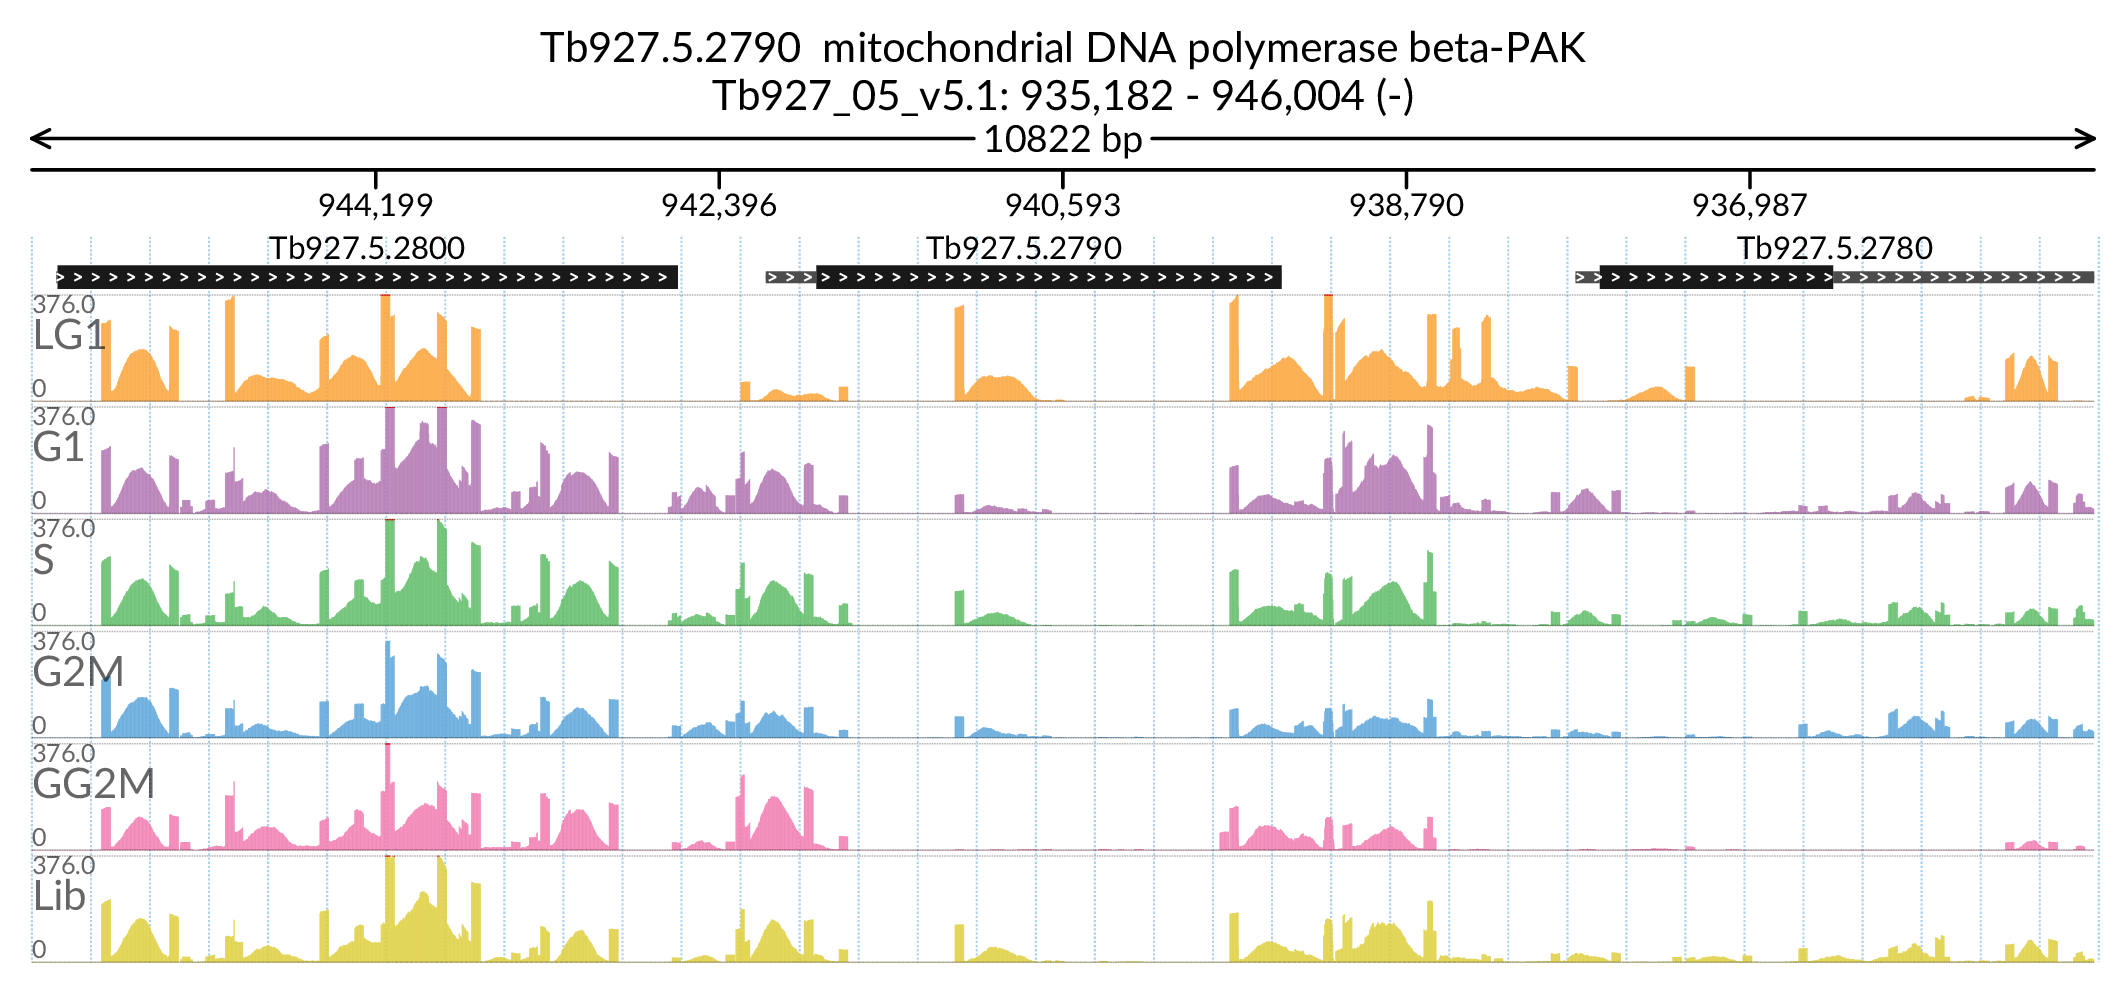 Tb927.5.2790  mitochondrial DNA polymerase beta-PAK
Tb927_05_v5.1: 935,182 - 946,004 (-)
10822 bp
944,199 942,396 940,593 938,790 936,987
Tb927.5.2800 Tb927.5.2790 Tb927.5.2780
376.0
LG1
0
376.0
G1
0
376.0
S
0
376.0
G2M
0
376.0
GG2M
0
376.0
Lib
0